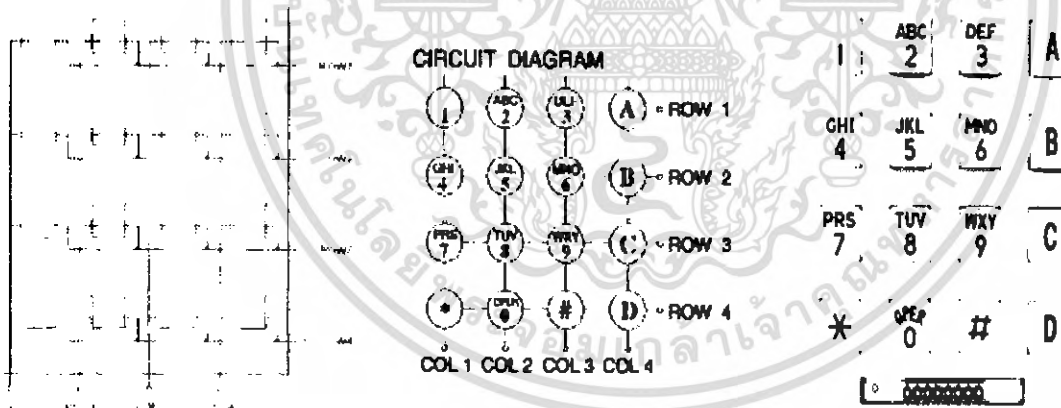 CIRCUIT DIAGRAM
1
ABC
2
3
A
ROW 1
GHI
4
JKL
5
MNO
6
B
ROW 2
PRS
7
TUV
8
WXY
9
C
ROW 3
*
OPER
0
#
D
ROW 4
COL 1 COL 2 COL 3 COL 4
1
ABC
2
DEF
3
A
GHI
4
JKL
5
MNO
6
B
PRS
7
TUV
8
WXY
9
C
*
OPER
0
#
D